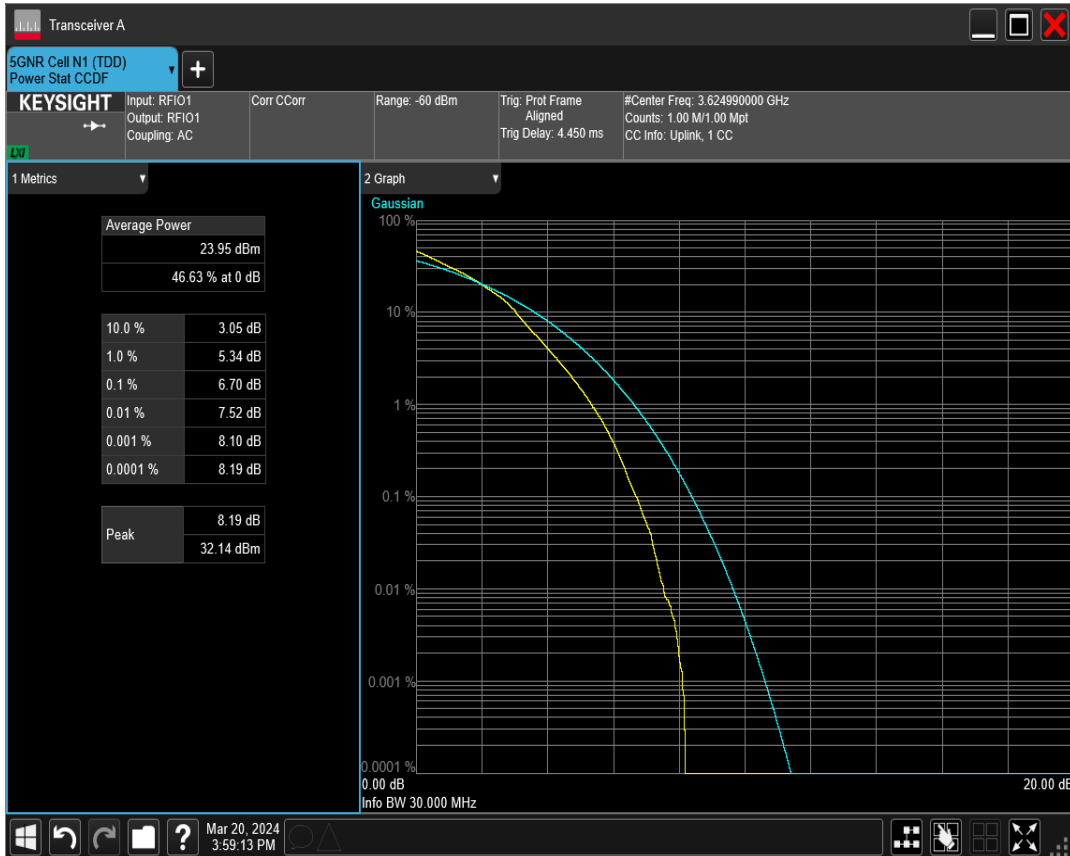 Transceiver A
5GNR Cell N1 (TDD)
Power Stat CCDF
+
KEYSIGHT
LXI
Input: RFIO1
Output: RFIO1
Coupling: AC
Corr CCorr
Range: -60 dBm
Trig: Prot Frame
Aligned
Trig Delay: 4.450 ms
#Center Freq: 3.624990000 GHz
Counts: 1.00 M/1.00 Mpt
CC Info: Uplink, 1 CC
1 Metrics
Average Power
23.95 dBm
46.63 % at 0 dB
10.0 % 3.05 dB
1.0 % 5.34 dB
0.1 % 6.70 dB
0.01 % 7.52 dB
0.001 % 8.10 dB
0.0001 % 8.19 dB
Peak
8.19 dB
32.14 dBm
2 Graph
Gaussian
100 %
10 %
1 %
0.1 %
0.01 %
0.001 %
0.0001 %
0.00 dB 20.00 dB
Info BW 30.000 MHz
?
Mar 20, 2024
3:59:13 PM